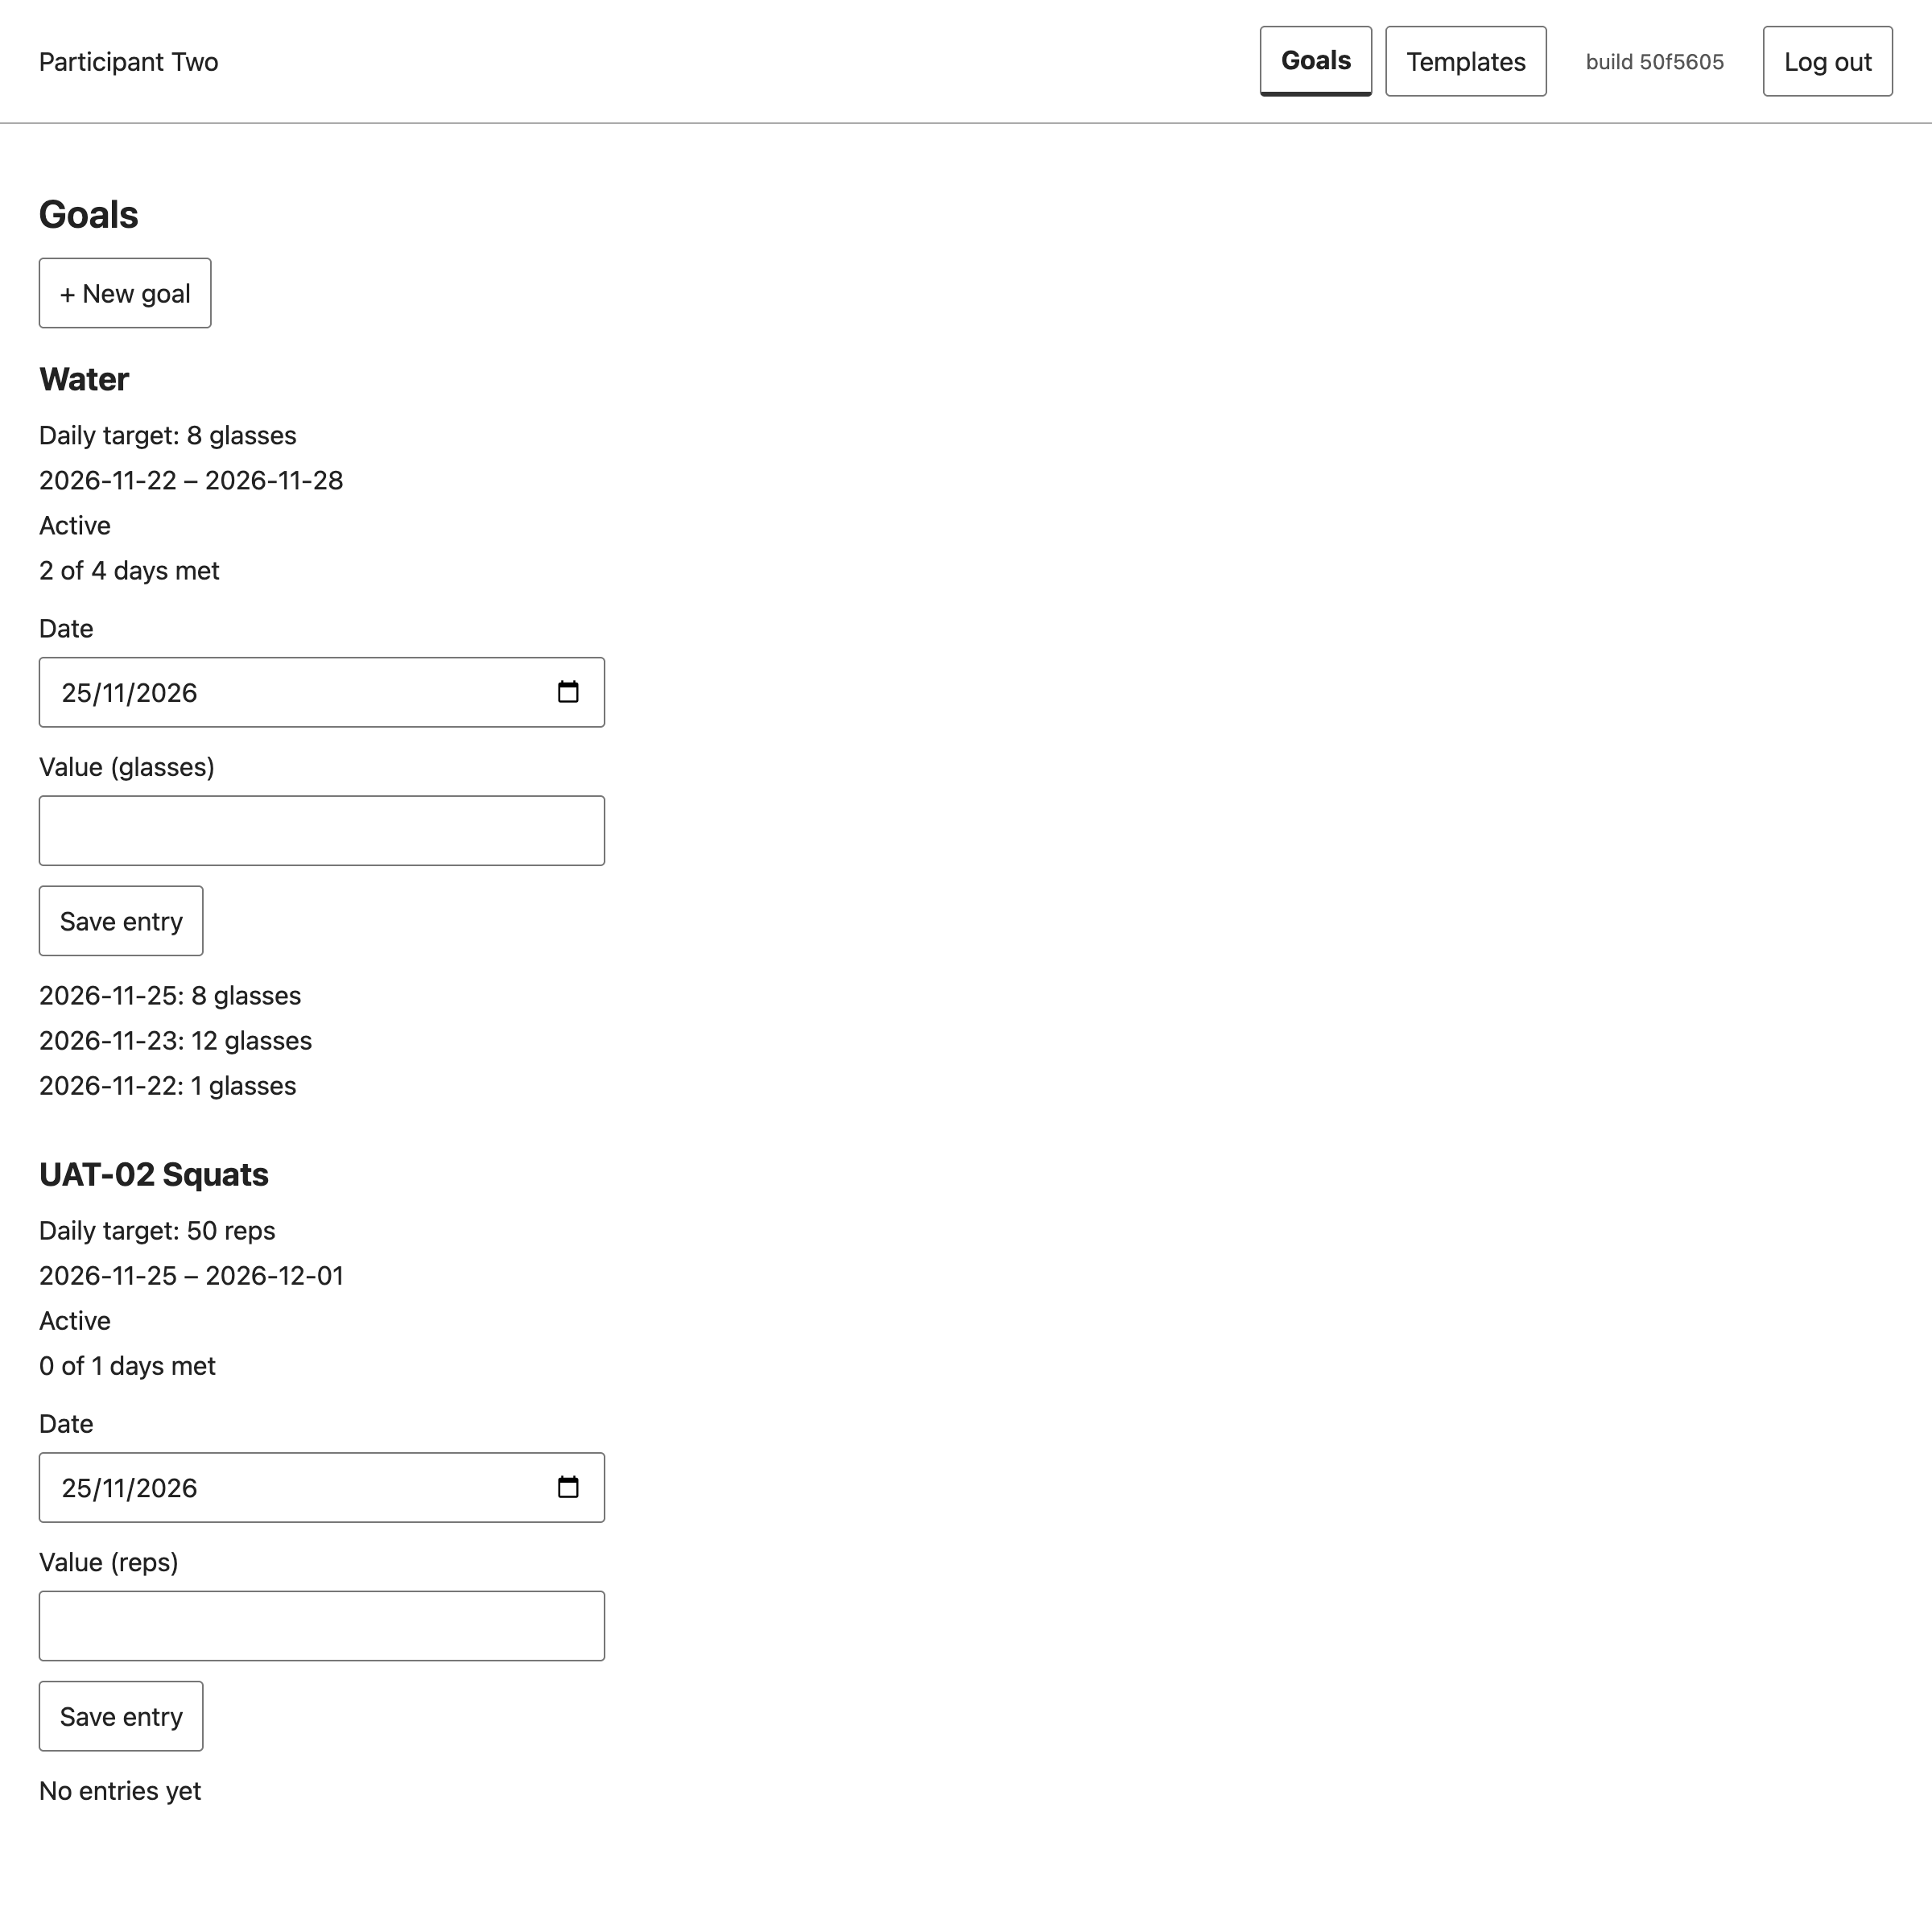 Participant Two
Goals
Templates
build 50f5605
Log out
Goals
+ New goal
Water
Daily target: 8 glasses
2026-11-22 – 2026-11-28
Active
2 of 4 days met
Date
25/11/2026
Value (glasses)
Save entry
2026-11-25: 8 glasses
2026-11-23: 12 glasses
2026-11-22: 1 glasses
UAT-02 Squats
Daily target: 50 reps
2026-11-25 – 2026-12-01
Active
0 of 1 days met
Date
25/11/2026
Value (reps)
Save entry
No entries yet